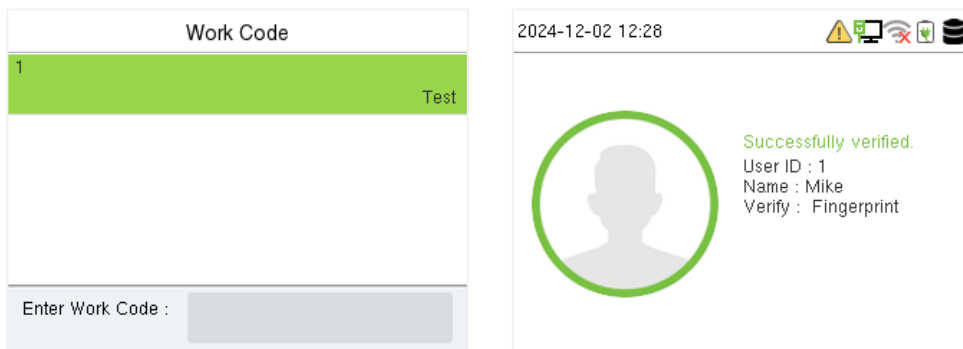 Work Code
1
Test
Enter Work Code :
2024-12-02 12:28
Successfully verified.
User ID : 1
Name : Mike
Verify : Fingerprint